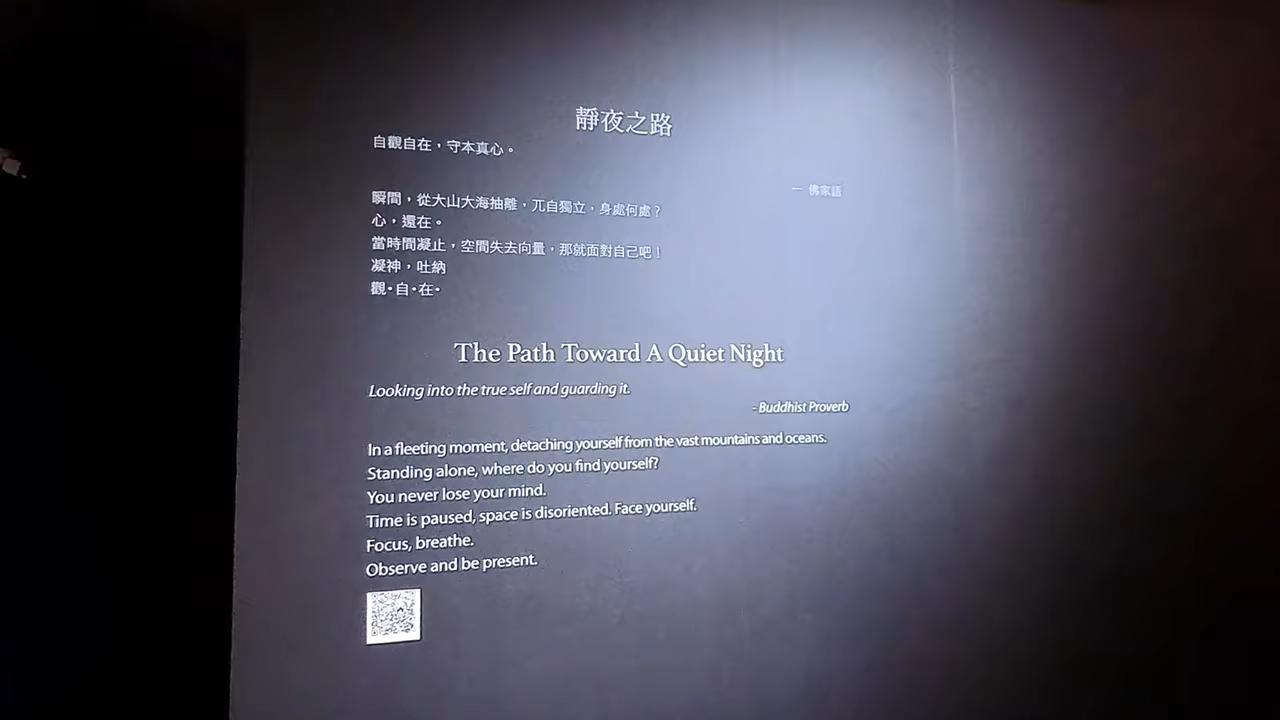 靜夜之路
自觀自在，守本真心。
— 佛家語
瞬間，從大山大海抽離，兀自獨立，身處何處？
心，還在。
當時間凝止，空間失去向量，那就面對自己吧！
凝神，吐納
觀•自•在•
The Path Toward A Quiet Night
Looking into the true self and guarding it.
- Buddhist Proverb
In a fleeting moment, detaching yourself from the vast mountains and oceans.
Standing alone, where do you find yourself?
You never lose your mind.
Time is paused, space is disoriented. Face yourself.
Focus, breathe.
Observe and be present.